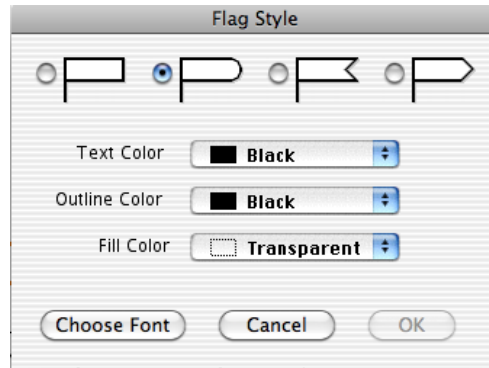 Flag Style
Text Color Black
Outline Color Black
Fill Color Transparent
Choose Font Cancel OK